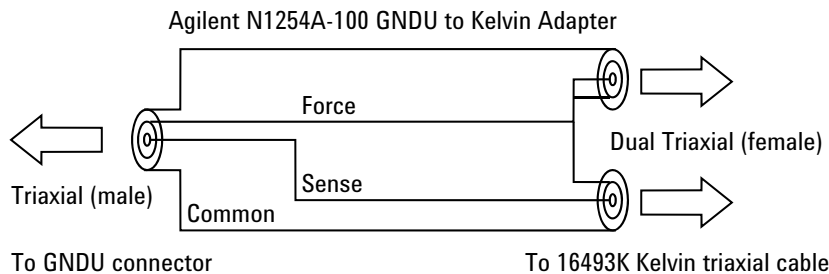 Agilent N1254A-100 GNDU to Kelvin Adapter
Force
Dual Triaxial (female)
Triaxial (male)
Sense
Common
To GNDU connector
To 16493K Kelvin triaxial cable